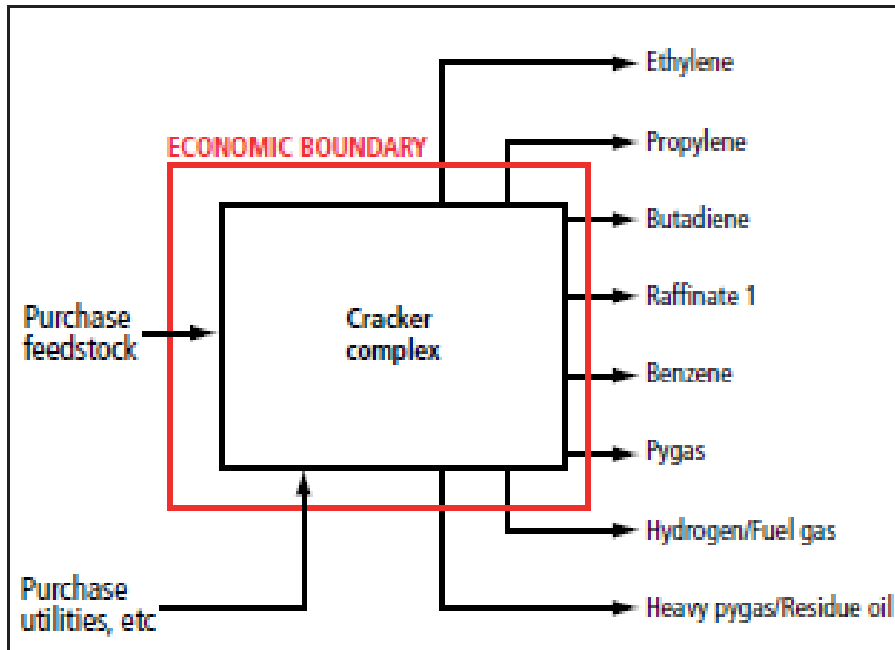 Ethylene
Propylene
ECONOMIC BOUNDARY
Butadiene
Raffinate 1
Purchase
feedstock
Cracker
complex
Benzene
Pygas
Hydrogen/Fuel gas
Purchase
utilities, etc
Heavy pygas/Residue oil